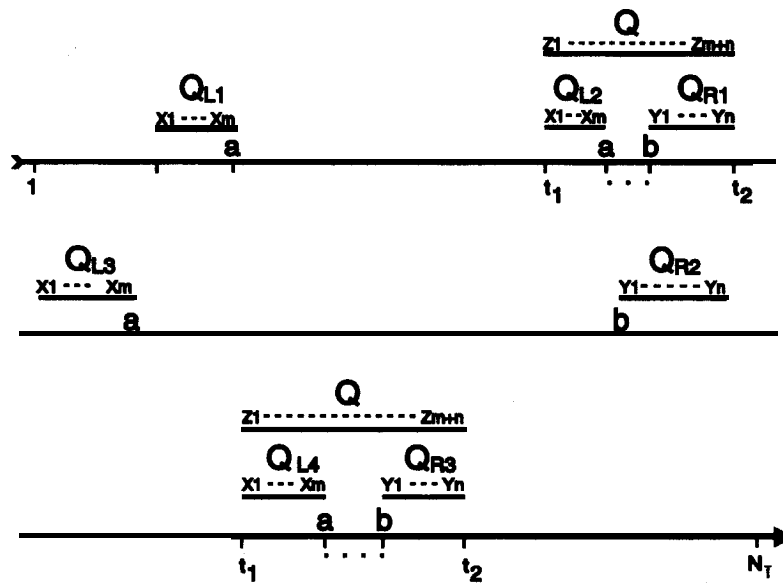 Q
Z1 ------------- Zm+n
QL1 QL2 QR1
X1 --- Xm X1 -- Xm Y1 ---- Yn
a a b
1 t1 . . . t2
QL3 QR2
X1 ---- Xm Y1 ------ Yn
a b
Q
Z1 ----------------- Zm+n
QL4 QR3
X1 ---- Xm Y1 ---- Yn
a b
t1 . . . . t2 NT